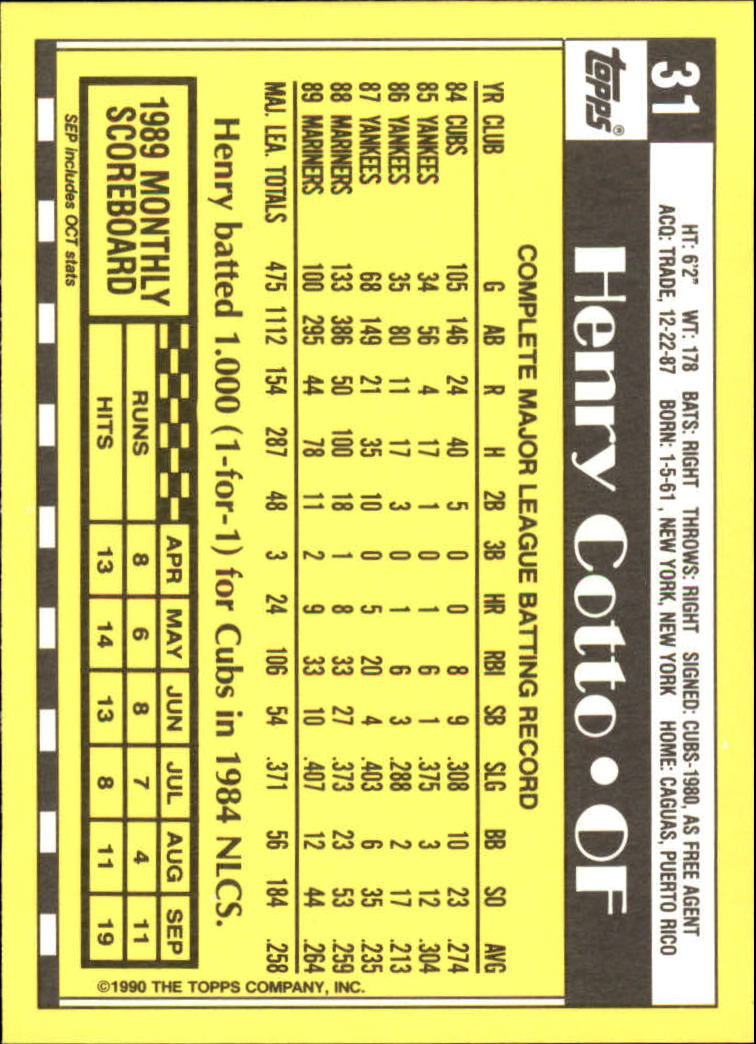 31
HT: 6'2" WT: 178 BATS: RIGHT THROWS: RIGHT SIGNED: CUBS-1980, AS FREE AGENT
ACQ: TRADE, 12-22-87 BORN: 1-5-61, NEW YORK, NEW YORK HOME: CAGUAS, PUERTO RICO
topps®
Henry Cotto • OF
COMPLETE MAJOR LEAGUE BATTING RECORD
YR CLUB G AB R H 2B 3B HR RBI SB SLG BB SO AVG
84 CUBS 105 146 24 40 5 0 0 8 9 .308 10 23 .274
85 YANKEES 34 56 4 17 1 0 1 6 1 .375 3 12 .304
86 YANKEES 35 80 11 17 3 0 1 6 3 .288 2 17 .213
87 YANKEES 68 149 21 35 10 0 5 20 4 .403 6 35 .235
88 MARINERS 133 386 50 100 18 1 8 33 27 .373 23 53 .259
89 MARINERS 100 295 44 78 11 2 9 33 10 .407 12 44 .264
MAJ. LEA. TOTALS 475 1112 154 287 48 3 24 106 54 .371 56 184 .258
Henry batted 1.000 (1-for-1) for Cubs in 1984 NLCS.
1989 MONTHLY
SCOREBOARD
APR MAY JUN JUL AUG SEP
RUNS 8 6 8 7 4 11
HITS 13 14 13 8 11 19
SEP includes OCT stats
©1990 THE TOPPS COMPANY, INC.